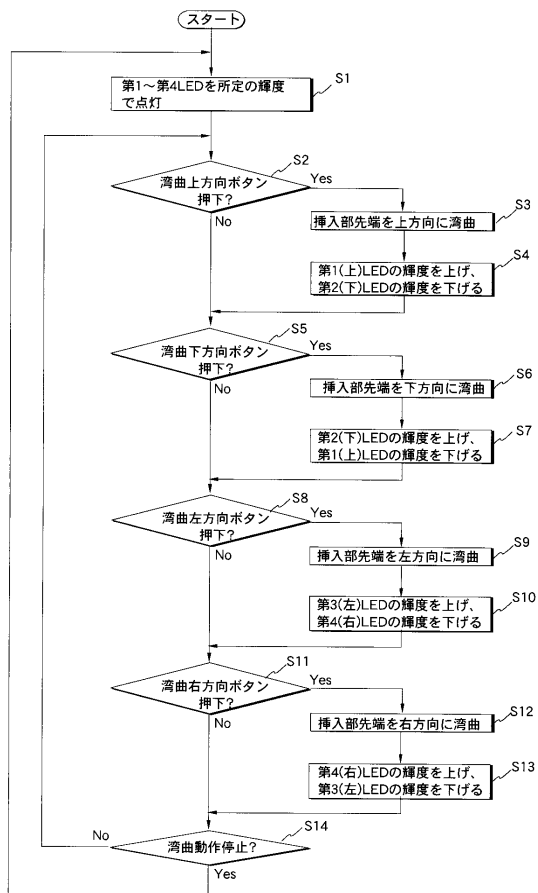 スタート
第1～第4LEDを所定の輝度
で点灯
S1
湾曲上方向ボタン
押下?
S2
Yes
No
挿入部先端を上方向に湾曲
S3
第1(上)LEDの輝度を上げ、
第2(下)LEDの輝度を下げる
S4
湾曲下方向ボタン
押下?
S5
Yes
No
挿入部先端を下方向に湾曲
S6
第2(下)LEDの輝度を上げ、
第1(上)LEDの輝度を下げる
S7
湾曲左方向ボタン
押下?
S8
Yes
No
挿入部先端を左方向に湾曲
S9
第3(左)LEDの輝度を上げ、
第4(右)LEDの輝度を下げる
S10
湾曲右方向ボタン
押下?
S11
Yes
No
挿入部先端を右方向に湾曲
S12
第4(右)LEDの輝度を上げ、
第3(左)LEDの輝度を下げる
S13
湾曲動作停止?
S14
No
Yes